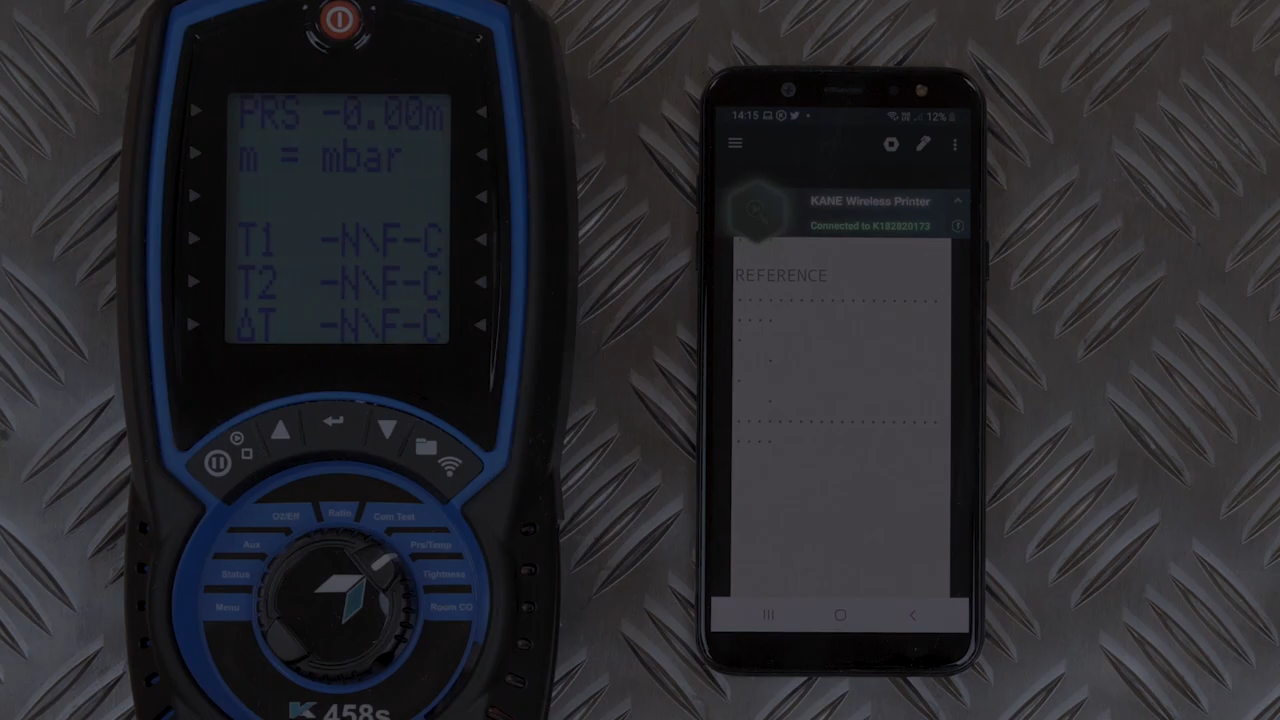 PRS -0.00m
m = mbar
T1 -N\F-C
T2 -N\F-C
ΔT -N\F-C
O2/Eff
Ratio
Com Test
Aux
Prs/Temp
Status
Tightness
Menu
Room CO
K 458s
14:15
12%
KANE Wireless Printer
Connected to K182820173
REFERENCE